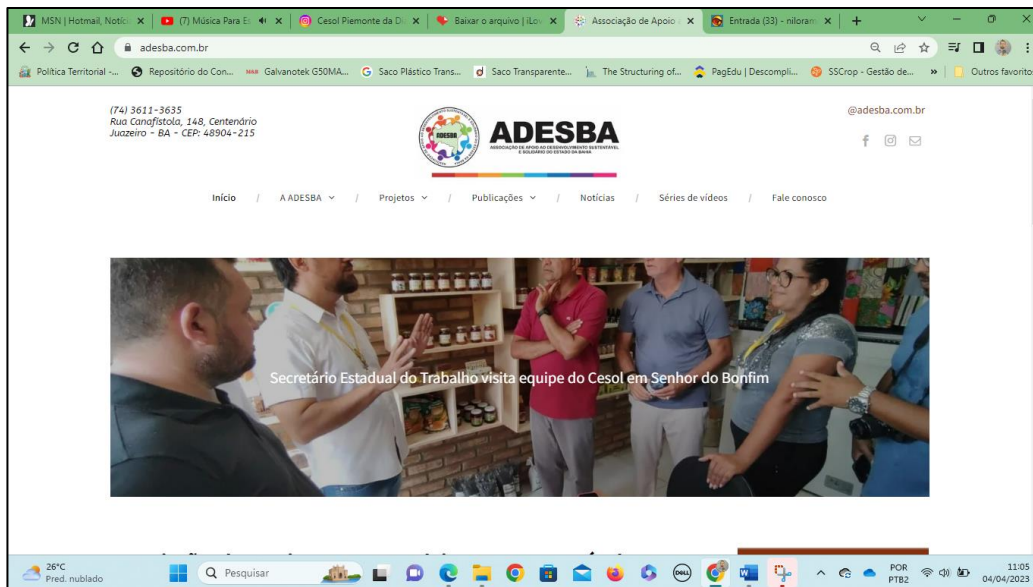 MSN | Hotmail, Notíci
(7) Música Para Es
Cesol Piemonte da D
Baixar o arquivo | iLov
Associação de Apoio a
Entrada (33) - niloram
adesba.com.br
Política Territorial -...
Repositório do Con...
Galvanotek G50MA...
Saco Plástico Trans...
Saco Transparente...
The Structuring of...
PagEdu | Descompli...
SSCrop - Gestão de...
Outros favorito
(74) 3611-3635
Rua Canafístola, 148, Centenário
Juazeiro - BA - CEP: 48904-215
ADESBA
ADESBA
ASSOCIAÇÃO DE APOIO AO DESENVOLVIMENTO SUSTENTÁVEL
E SOLIDÁRIO DO ESTADO DA BAHIA
@adesba.com.br
Início / A ADESBA / Projetos / Publicações / Notícias / Séries de vídeos / Fale conosco
Secretário Estadual do Trabalho visita equipe do Cesol em Senhor do Bonfim
26°C
Pred. nublado
Pesquisar
DELL
POR
PTB2
11:05